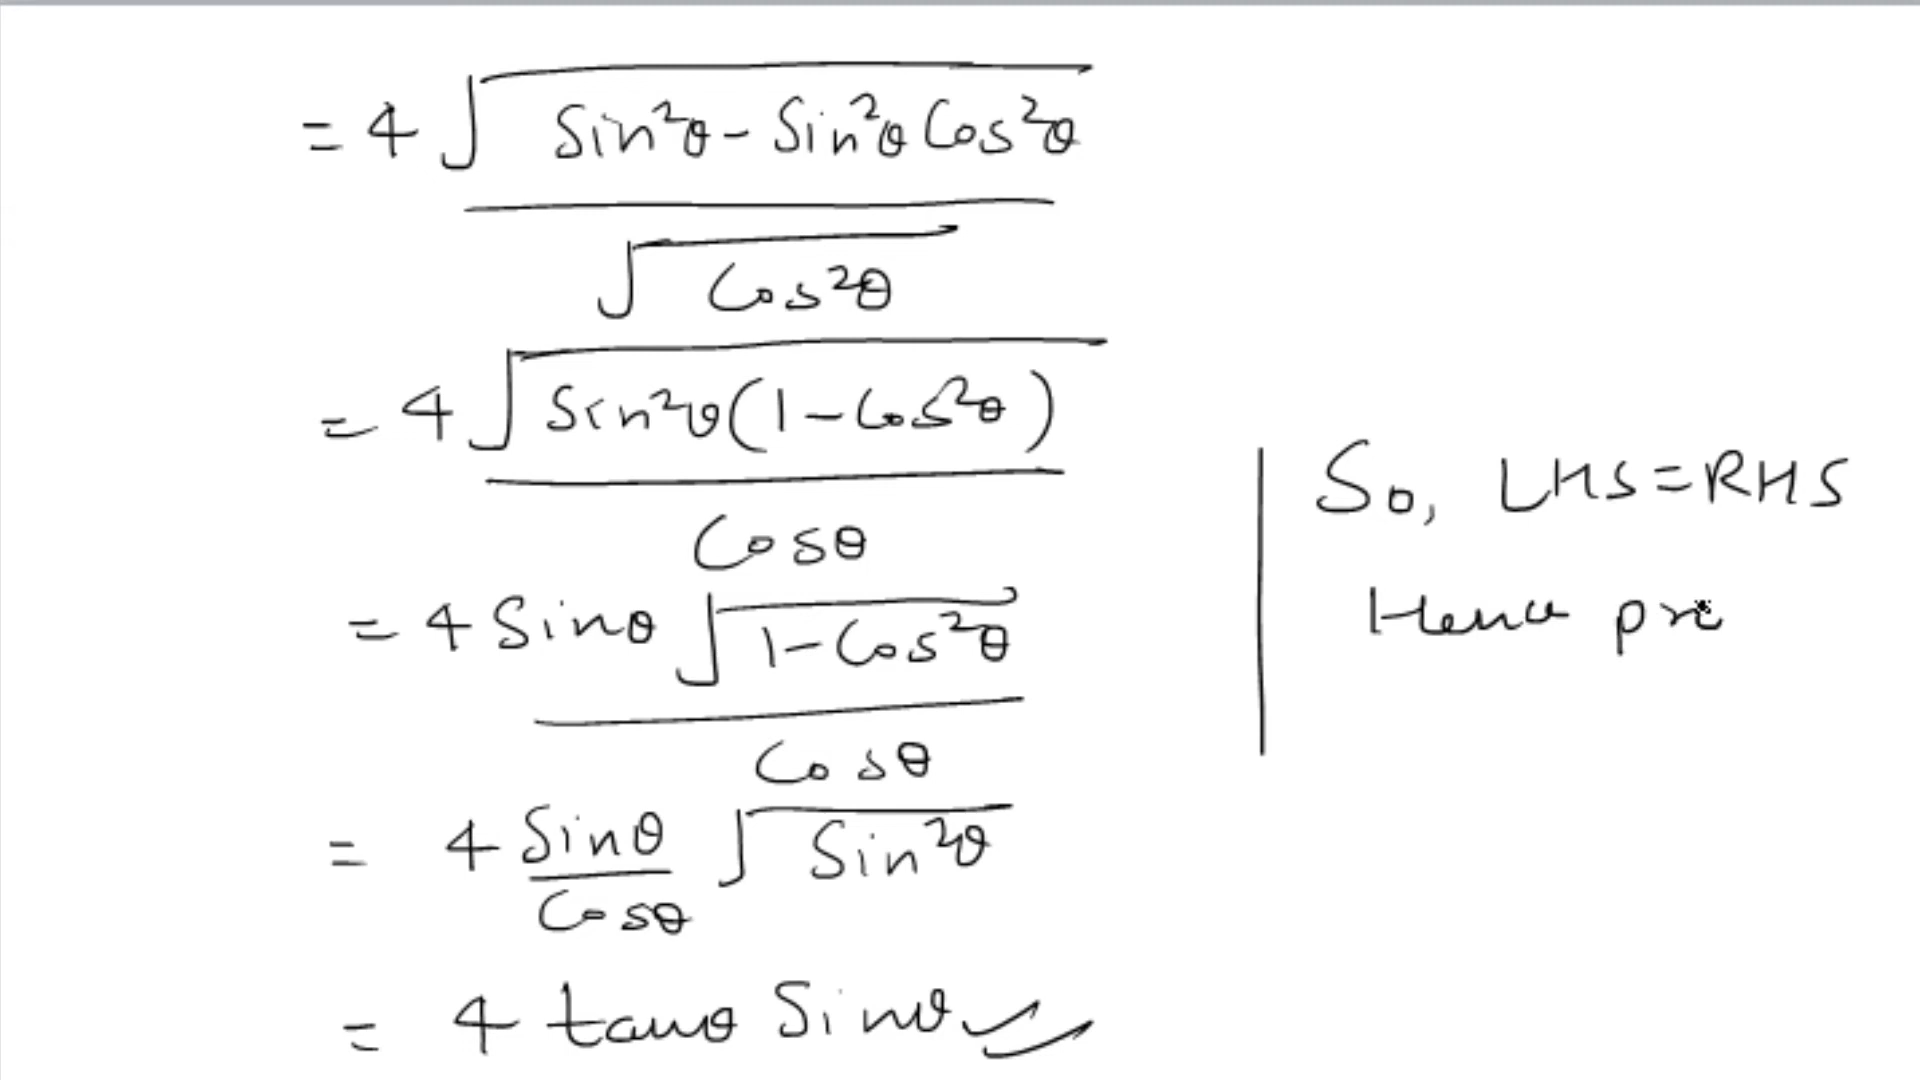 = 4 √(Sin²θ - Sin²θ Cos²θ)
√(Cos²θ)
= 4 √(Sin²θ(1 - Cos²θ))
Cosθ
= 4 Sinθ √(1 - Cos²θ)
Cosθ
= 4 Sinθ √(Sin²θ)
Cosθ
= 4 tanθ Sinθ
So, LHS = RHS
Hence pr